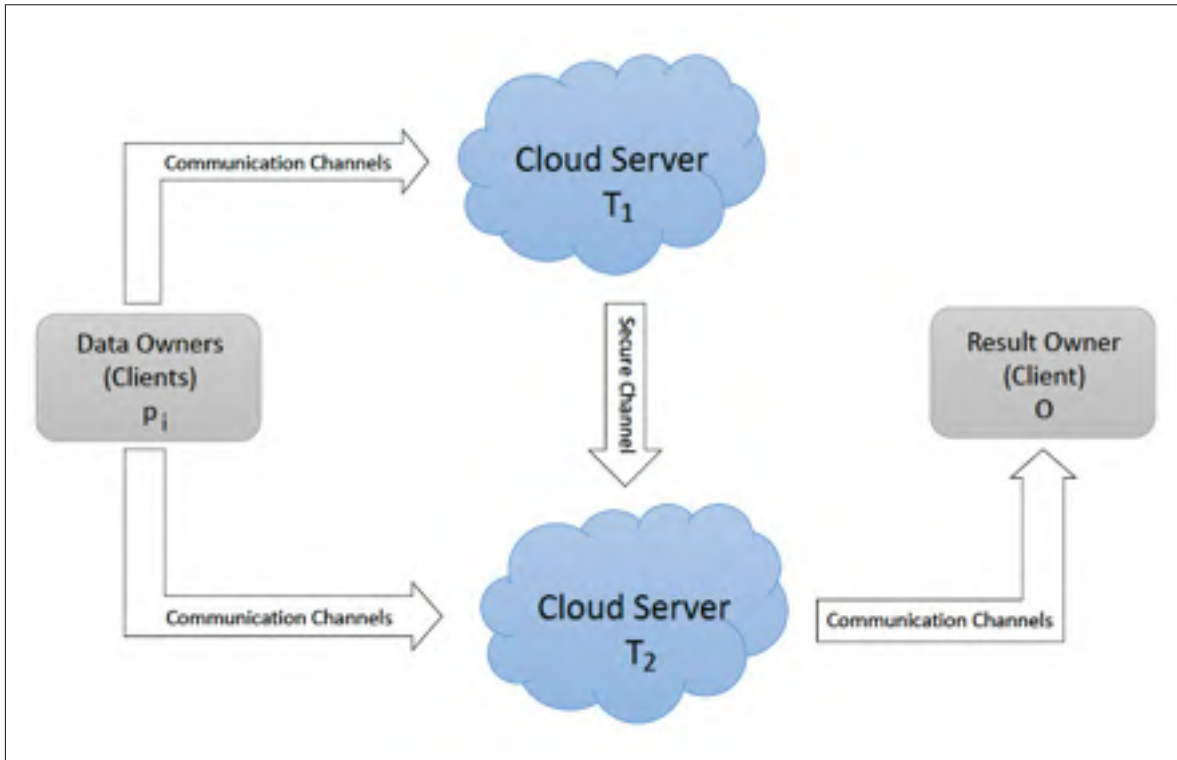 Communication Channels
Cloud Server
T1
Secure Channel
Data Owners
(Clients)
p i
Result Owner
(Client)
O
Communication Channels
Cloud Server
T2
Communication Channels